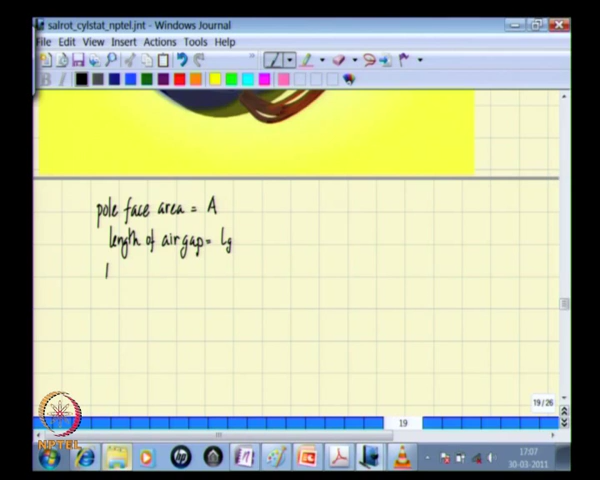 salrot_cylstat_nptel.jnt - Windows Journal
File Edit View Insert Actions Tools Help
pole face area = A
length of air gap = lg
19/26
19
NPTEL
17:07
30-03-2011